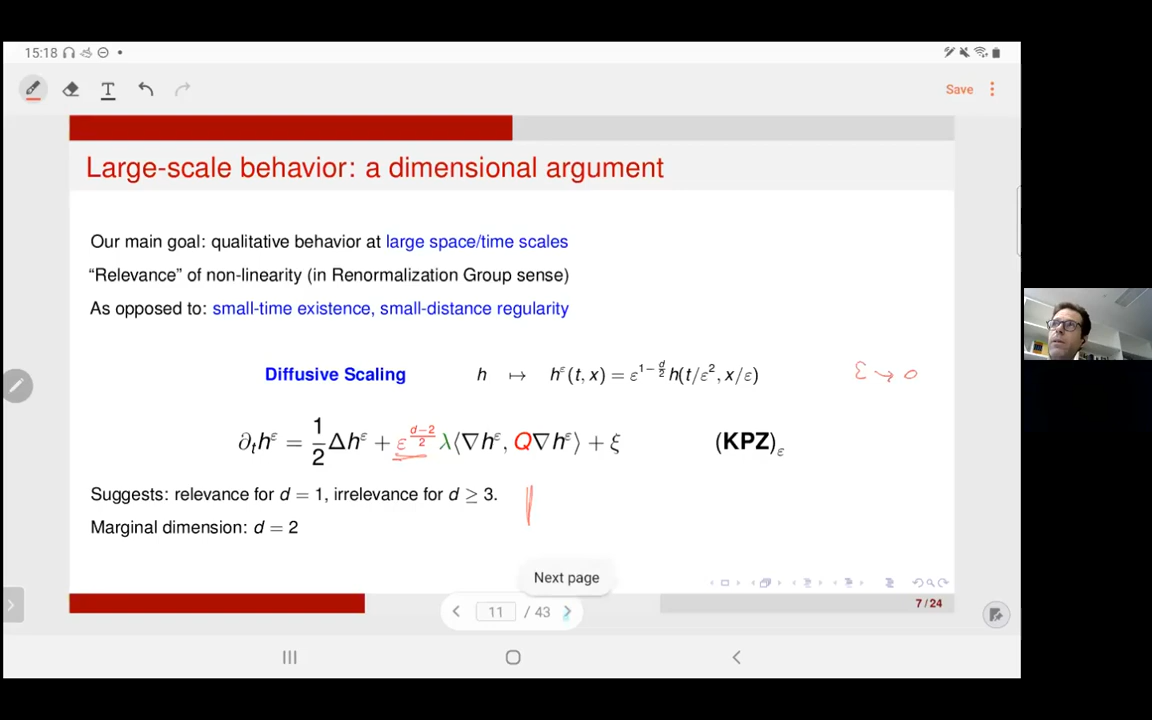 15:18
T
Save
Large-scale behavior: a dimensional argument
Our main goal: qualitative behavior at large space/time scales
“Relevance” of non-linearity (in Renormalization Group sense)
As opposed to: small-time existence, small-distance regularity
Diffusive Scaling h ↦ h^ε(t, x) = ε^{1−d/2} h(t/ε², x/ε) ε → 0
∂_t h^ε = 1/2 Δh^ε + ε^{(d−2)/2} λ⟨∇h^ε, Q∇h^ε⟩ + ξ (KPZ)_ε
Suggests: relevance for d = 1, irrelevance for d ≥ 3.
Marginal dimension: d = 2
Next page
7 / 24
11 / 43